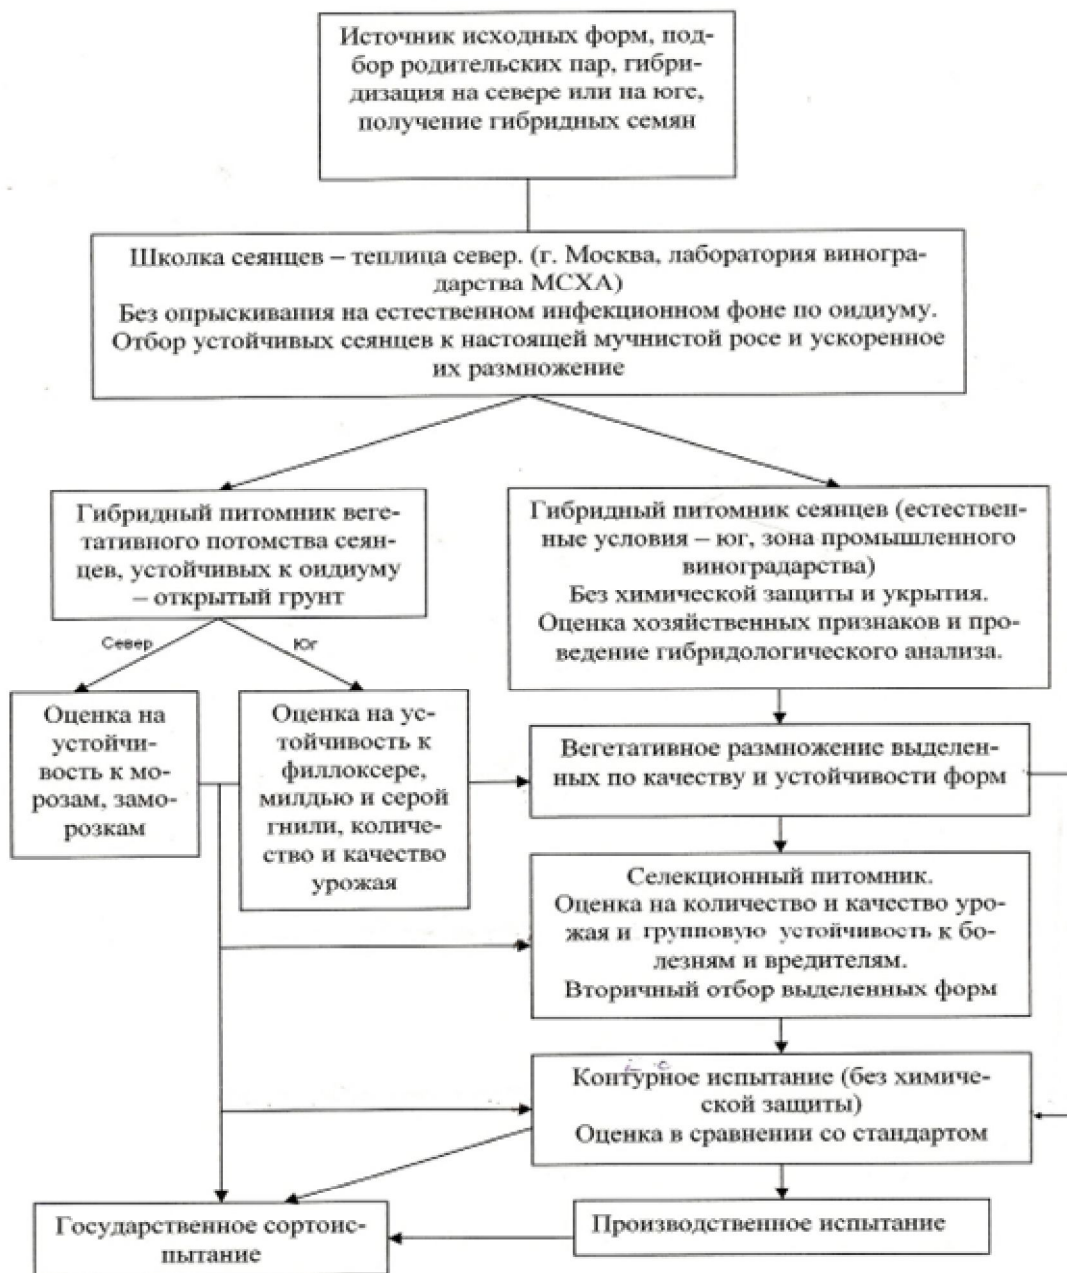 Источник исходных форм, под-
бор родительских пар, гибри-
дизация на севере или на юге,
получение гибридных семян
Школка сеянцев – теплица север. (г. Москва, лаборатория виногра-
дарства МСХА)
Без опрыскивания на естественном инфекционном фоне по оидиуму.
Отбор устойчивых сеянцев к настоящей мучнистой росе и ускоренное
их размножение
Гибридный питомник веге-
тативного потомства сеян-
цев, устойчивых к оидиуму
– открытый грунт
Гибридный питомник сеянцев (естествен-
ные условия – юг, зона промышленного
виноградарства)
Без химической защиты и укрытия.
Оценка хозяйственных признаков и про-
ведение гибридологического анализа.
Север
Юг
Оценка на
устойчи-
вость к мо-
розам, замо-
розкам
Оценка на ус-
тойчивость к
филлоксере,
милдью и серой
гнили, количе-
ство и качество
урожая
Вегетативное размножение выделен-
ных по качеству и устойчивости форм
Селекционный питомник.
Оценка на количество и качество уро-
жая и групповую устойчивость к бо-
лезням и вредителям.
Вторичный отбор выделенных форм
Контурное испытание (без химиче-
ской защиты)
Оценка в сравнении со стандартом
Государственное сортоис-
пытание
Производственное испытание